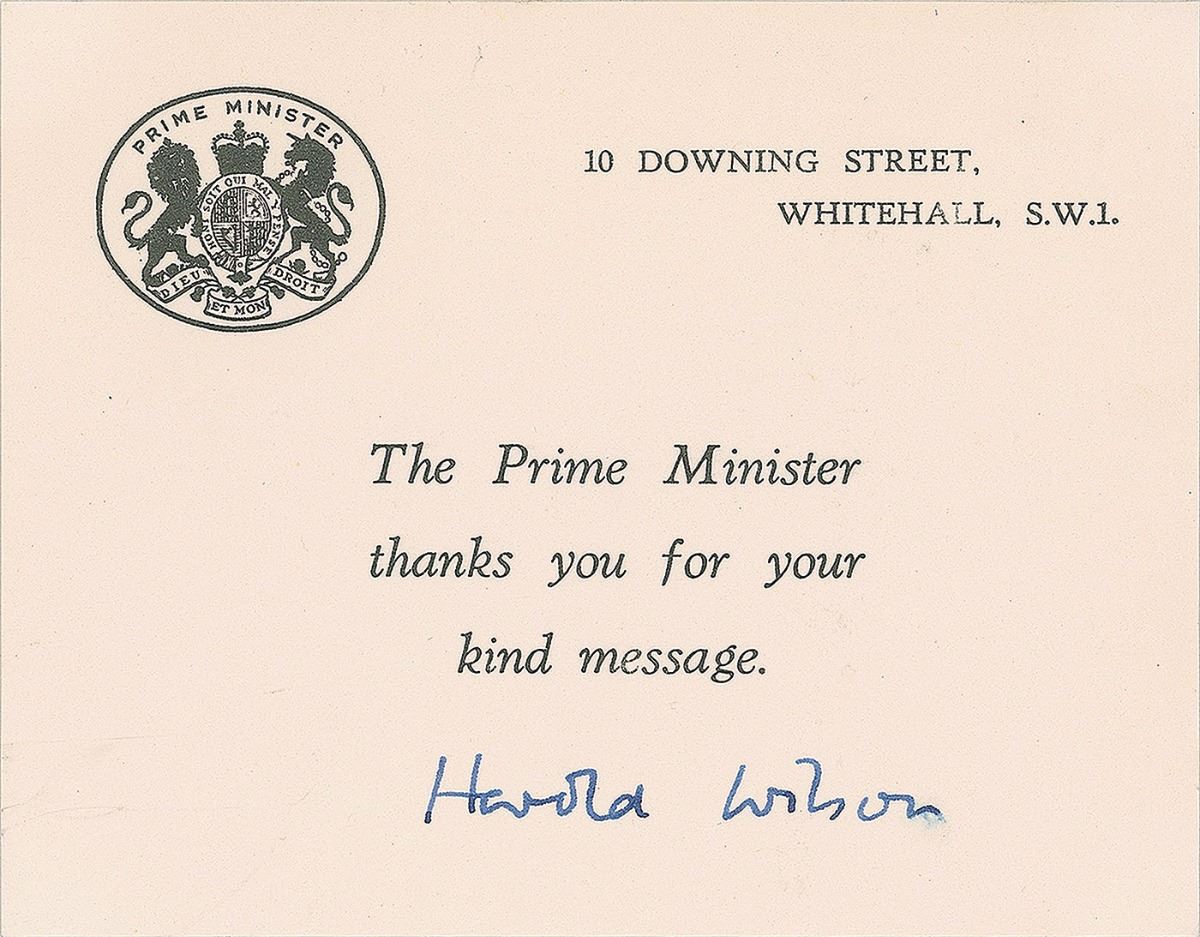 PRIME MINISTER
HONI SOIT QUI MAL Y PENSE
DIEU ET MON DROIT
10 DOWNING STREET,
WHITEHALL, S.W.1.
The Prime Minister
thanks you for your
kind message.
Harold Wilson